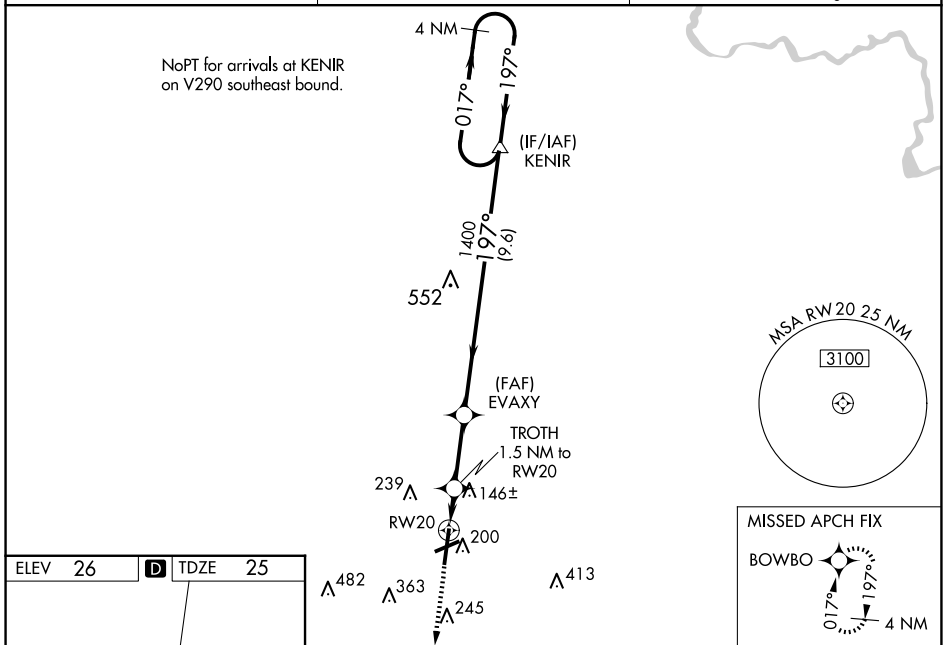 4 NM
NoPT for arrivals at KENIR
on V290 southeast bound.
017°
197°
(IF/IAF)
KENIR
1400
197°
(9.6)
552
MSA RW20 25 NM
3100
(FAF)
EVAXY
TROTH
1.5 NM to
RW20
239
146±
RW20
200
MISSED APCH FIX
BOWBO
017°
197°
4 NM
ELEV 26
D
TDZE 25
482
363
413
245